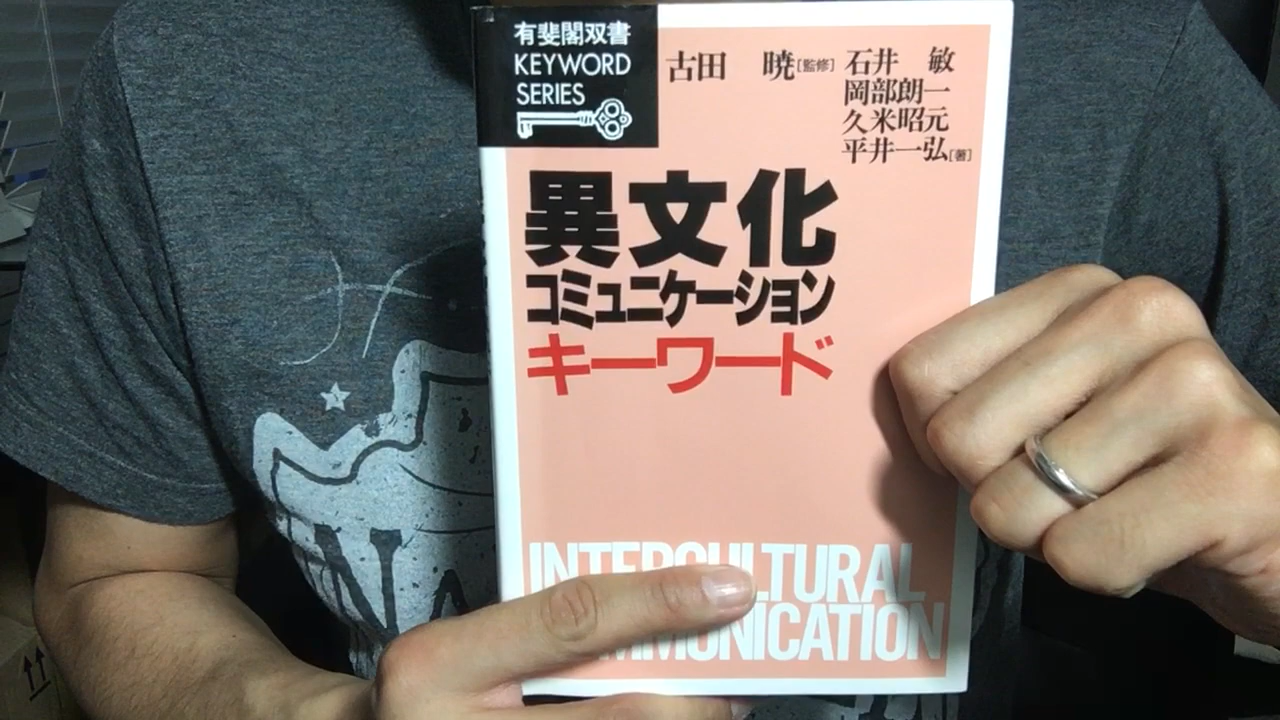 有斐閣双書
KEYWORD
SERIES
古田 暁[監修]
石井 敏
岡部朗一
久米昭元
平井一弘[著]
異文化
コミュニケーション
キーワード
INTERCULTURAL
COMMUNICATION